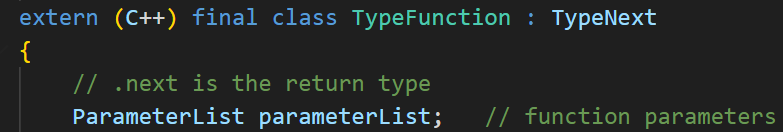 extern (C++) final class TypeFunction : TypeNext
{
// .next is the return type
ParameterList parameterList; // function parameters